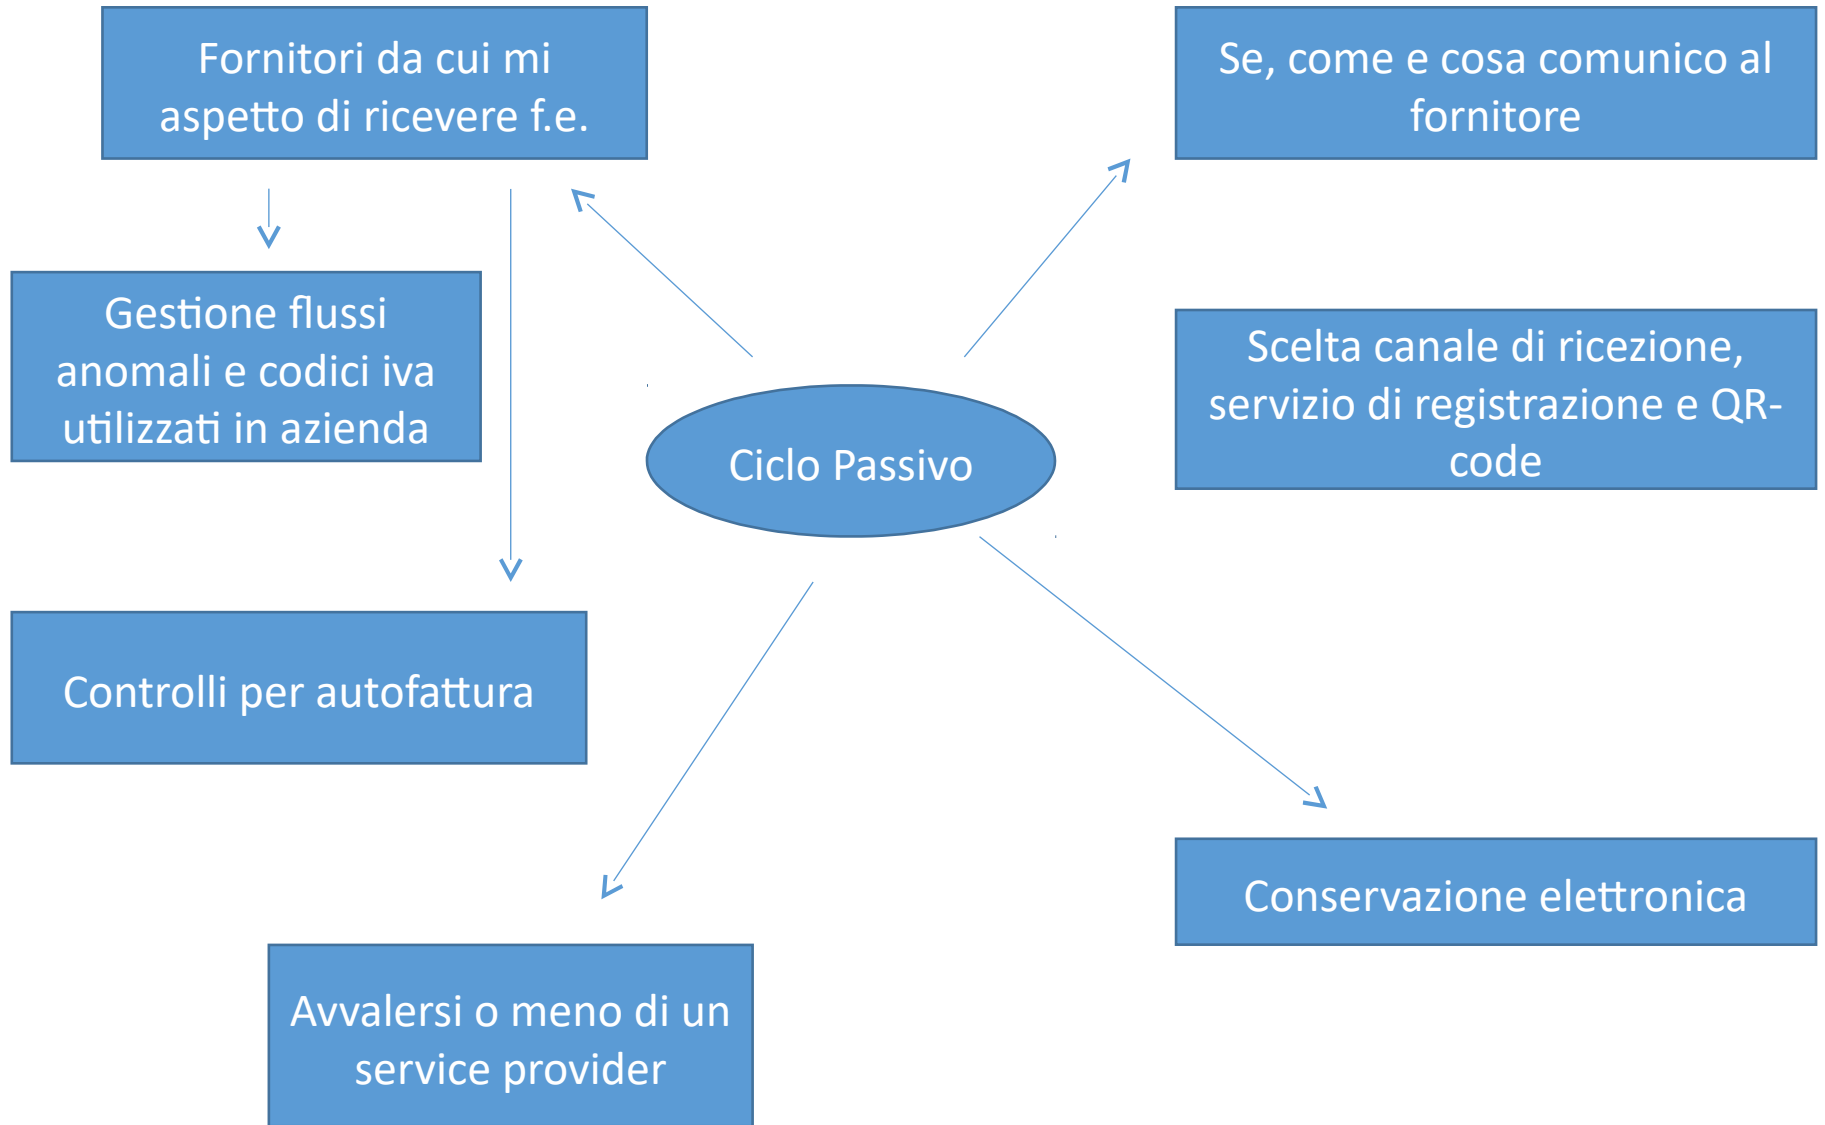 Fornitori da cui mi
aspetto di ricevere f.e.
Se, come e cosa comunico al
fornitore
Gestione flussi
anomali e codici iva
utilizzati in azienda
Scelta canale di ricezione,
servizio di registrazione e QR-
code
Ciclo Passivo
Controlli per autofattura
Conservazione elettronica
Avvalersi o meno di un
service provider